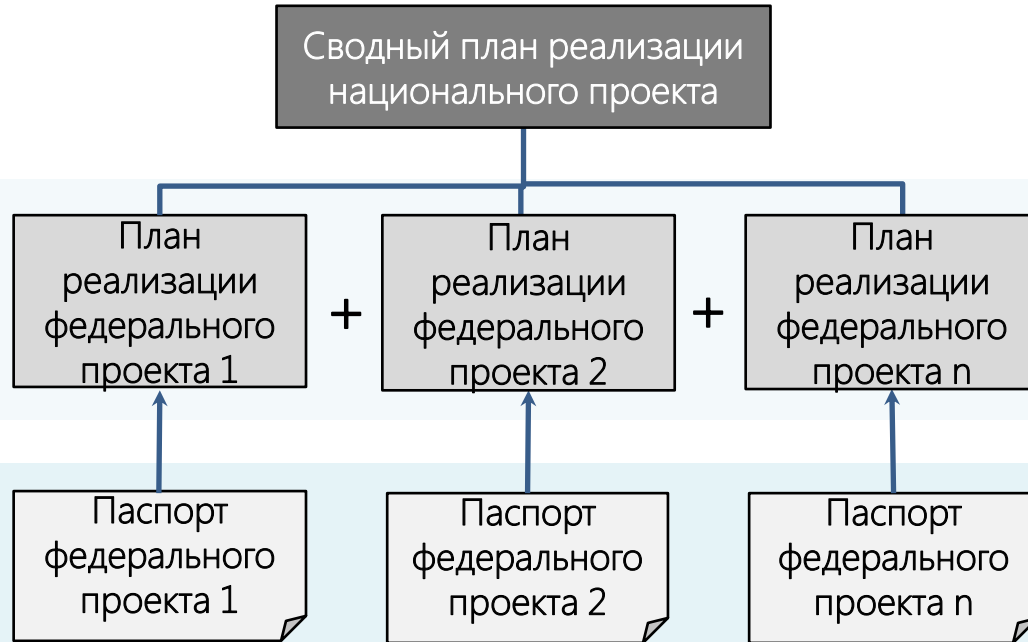 Сводный план реализации
национального проекта
План
реализации
федерального
проекта 1
+
План
реализации
федерального
проекта 2
+
План
реализации
федерального
проекта n
Паспорт
федерального
проекта 1
Паспорт
федерального
проекта 2
Паспорт
федерального
проекта n